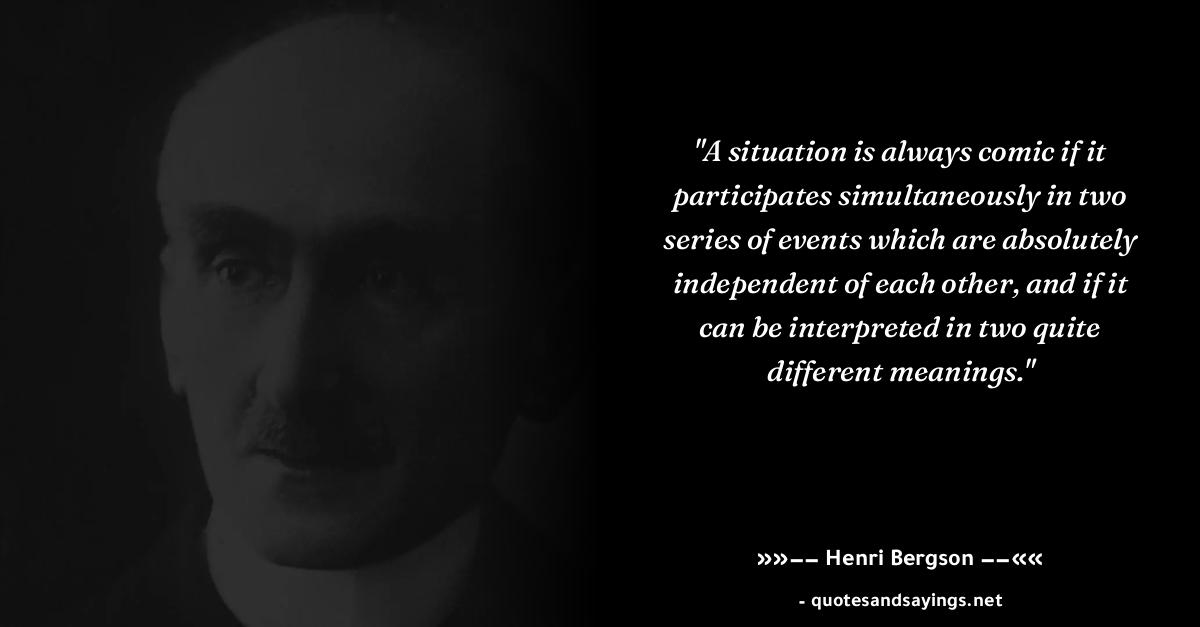 "A situation is always comic if it
participates simultaneously in two
series of events which are absolutely
independent of each other, and if it
can be interpreted in two quite
different meanings."
»»–– Henri Bergson ––««
- quotesandsayings.net